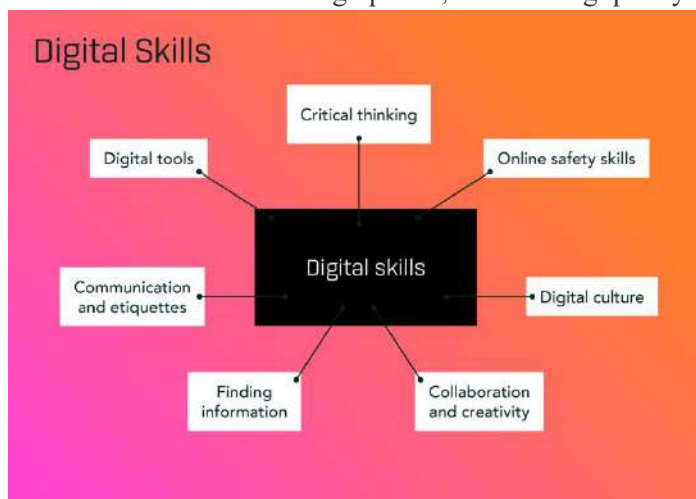 Digital Skills
Critical thinking
Digital tools
Online safety skills
Digital skills
Communication
and etiquettes
Digital culture
Finding
information
Collaboration
and creativity